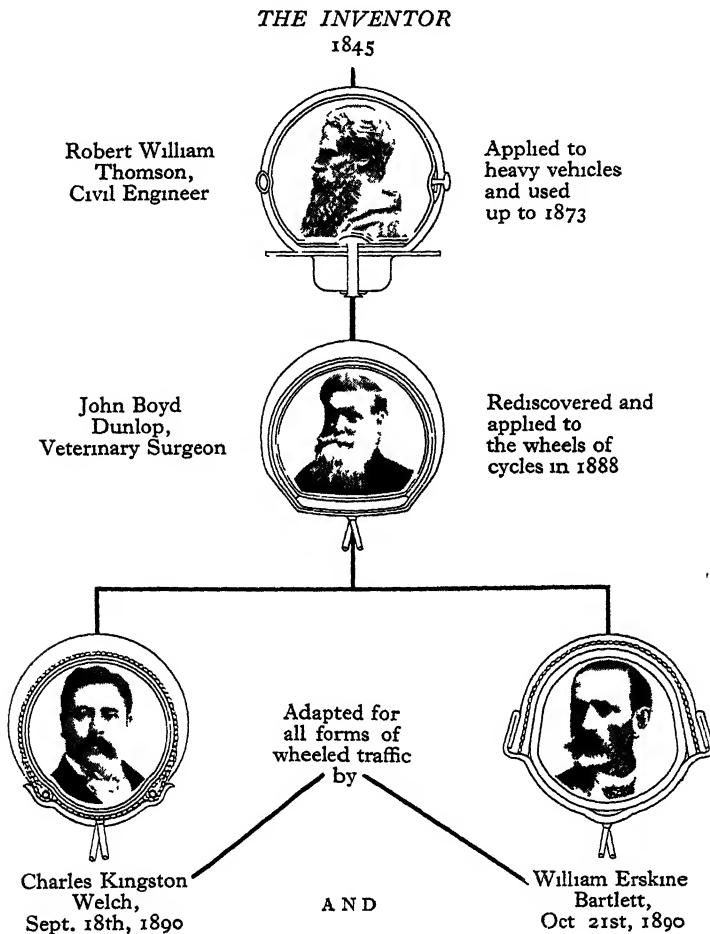 THE INVENTOR
1845
Robert William
Thomson,
Civil Engineer
Applied to
heavy vehicles
and used
up to 1873
John Boyd
Dunlop,
Veterinary Surgeon
Rediscovered and
applied to
the wheels of
cycles in 1888
Adapted for
all forms of
wheeled traffic
by
Charles Kingston
Welch,
Sept. 18th, 1890
AND
William Erskine
Bartlett,
Oct 21st, 1890